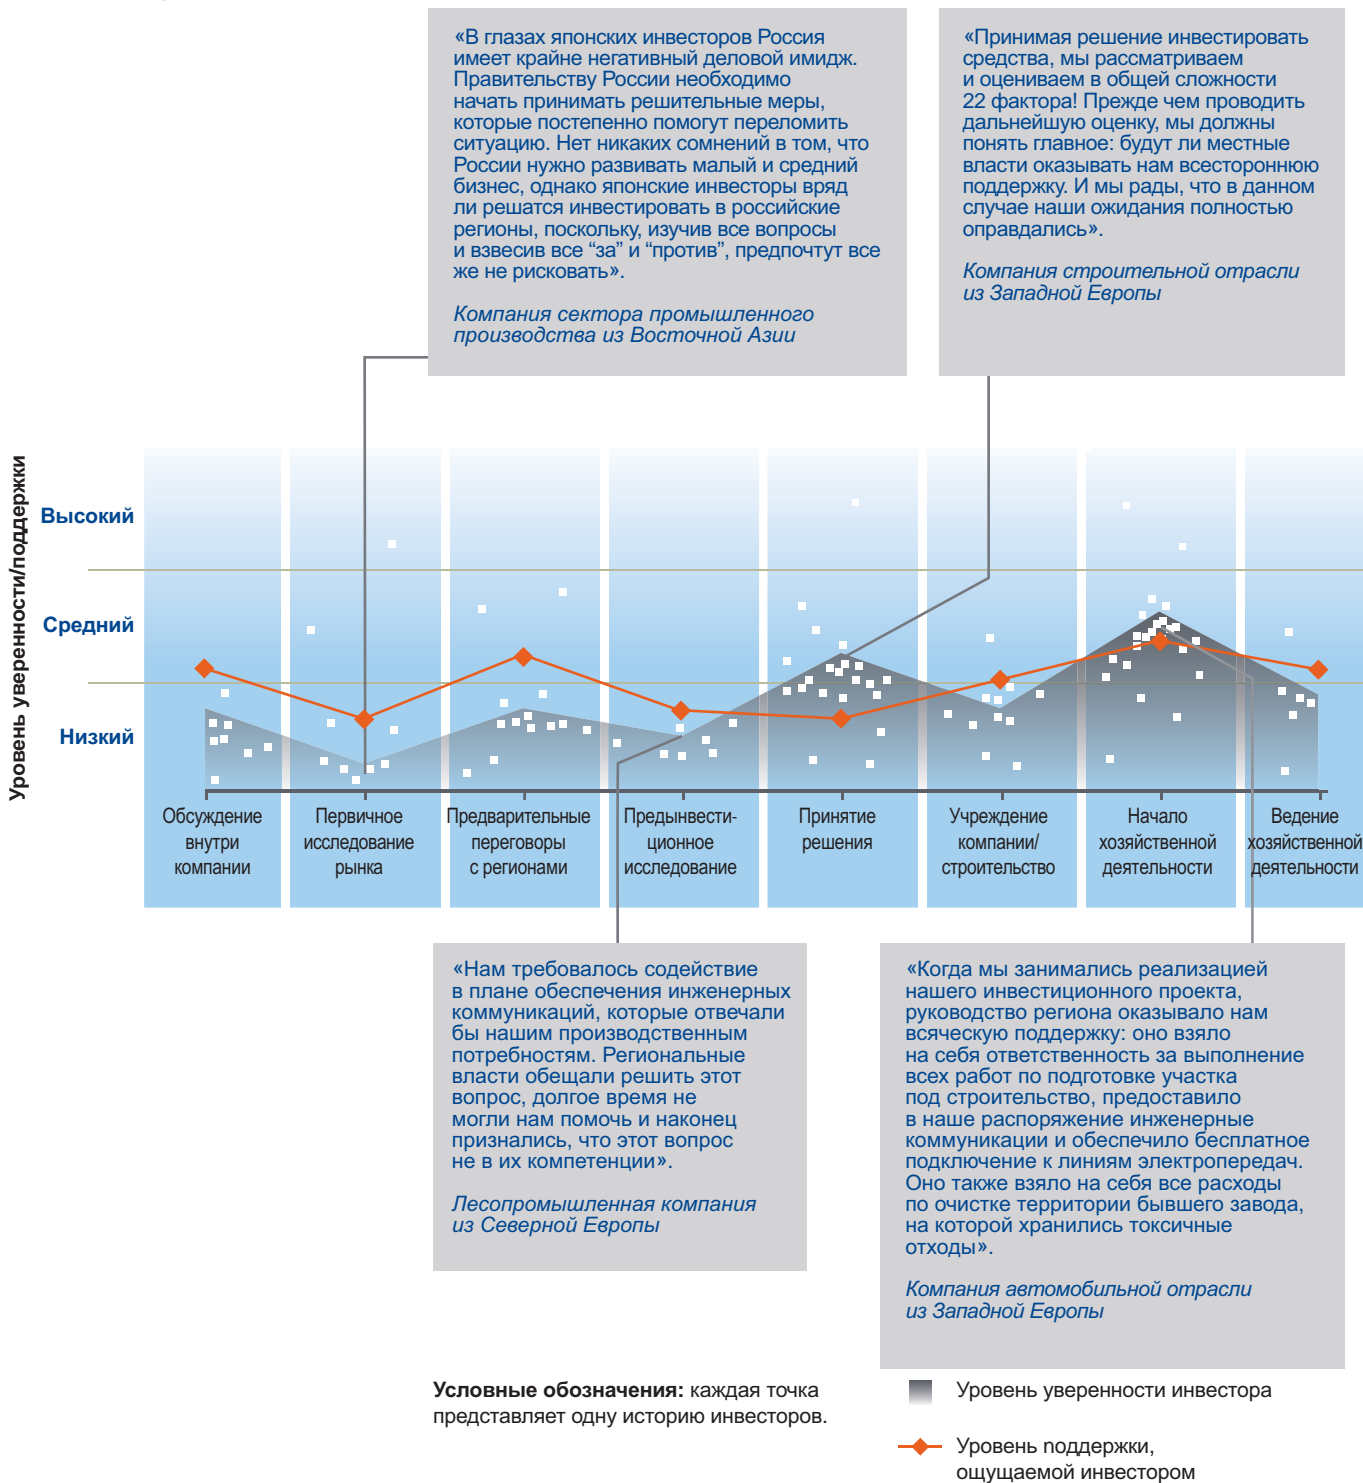 «В глазах японских инвесторов Россия
имеет крайне негативный деловой имидж.
Правительству России необходимо
начать принимать решительные меры,
которые постепенно помогут переломить
ситуацию. Нет никаких сомнений в том, что
России нужно развивать малый и средний
бизнес, однако японские инвесторы вряд
ли решатся инвестировать в российские
регионы, поскольку, изучив все вопросы
и взвесив все “за” и “против”, предпочтут все
же не рисковать».
Компания сектора промышленного
производства из Восточной Азии
«Принимая решение инвестировать
средства, мы рассматриваем
и оцениваем в общей сложности
22 фактора! Прежде чем проводить
дальнейшую оценку, мы должны
понять главное: будут ли местные
власти оказывать нам всестороннюю
поддержку. И мы рады, что в данном
случае наши ожидания полностью
оправдались».
Компания строительной отрасли
из Западной Европы
Уровень уверенности/поддержки
Высокий
Средний
Низкий
Обсуждение
внутри
компании
Первичное
исследование
рынка
Предварительные
переговоры
с регионами
Предынвести-
ционное
исследование
Принятие
решения
Учреждение
компании/
строительство
Начало
хозяйственной
деятельности
Ведение
хозяйственной
деятельности
«Нам требовалось содействие
в плане обеспечения инженерных
коммуникаций, которые отвечали
бы нашим производственным
потребностям. Региональные
власти обещали решить этот
вопрос, долгое время не
могли нам помочь и наконец
признались, что этот вопрос
не в их компетенции».
Лесопромышленная компания
из Северной Европы
«Когда мы занимались реализацией
нашего инвестиционного проекта,
руководство региона оказывало нам
всяческую поддержку: оно взяло
на себя ответственность за выполнение
всех работ по подготовке участка
под строительство, предоставило
в наше распоряжение инженерные
коммуникации и обеспечило бесплатное
подключение к линиям электропередач.
Оно также взяло на себя все расходы
по очистке территории бывшего завода,
на которой хранились токсичные
отходы».
Компания автомобильной отрасли
из Западной Европы
Условные обозначения: каждая точка
представляет одну историю инвесторов.
Уровень уверенности инвестора
Уровень поддержки,
ощущаемой инвестором